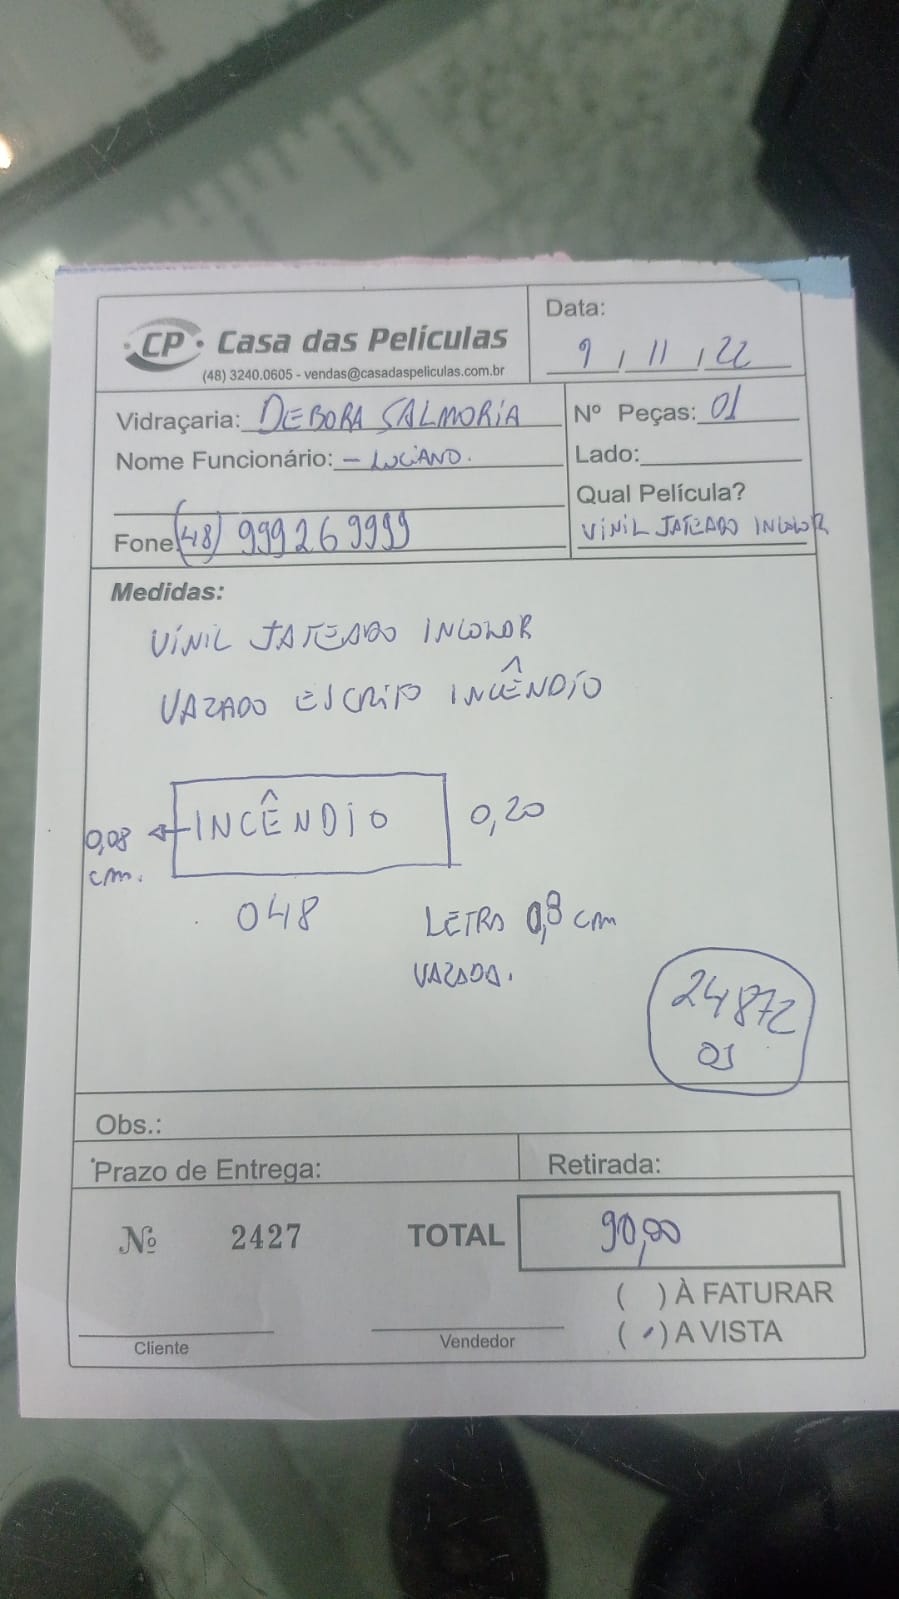 CP Casa das Películas
(48) 3240.0605 - vendas@casadaspeliculas.com.br
Data:
9 / 11 / 22
Vidraçaria: DEBORA SALMORIA
Nº Peças: 01
Nome Funcionário: - LUCIANO.
Lado:
Qual Película?
VINIL JATEADO INCOLOR
Fone: (48) 999269999
Medidas:
VINIL JATEADO INCOLOR
VAZADO ESCRITO INCÊNDIO
INCÊNDIO
0,20
0,08
cm.
048
LETRA 0,8 cm
VAZADA.
24872
01
Obs.:
Prazo de Entrega:
Retirada:
Nº 2427
TOTAL 90,00
( ) À FATURAR
( ) A VISTA
Cliente
Vendedor